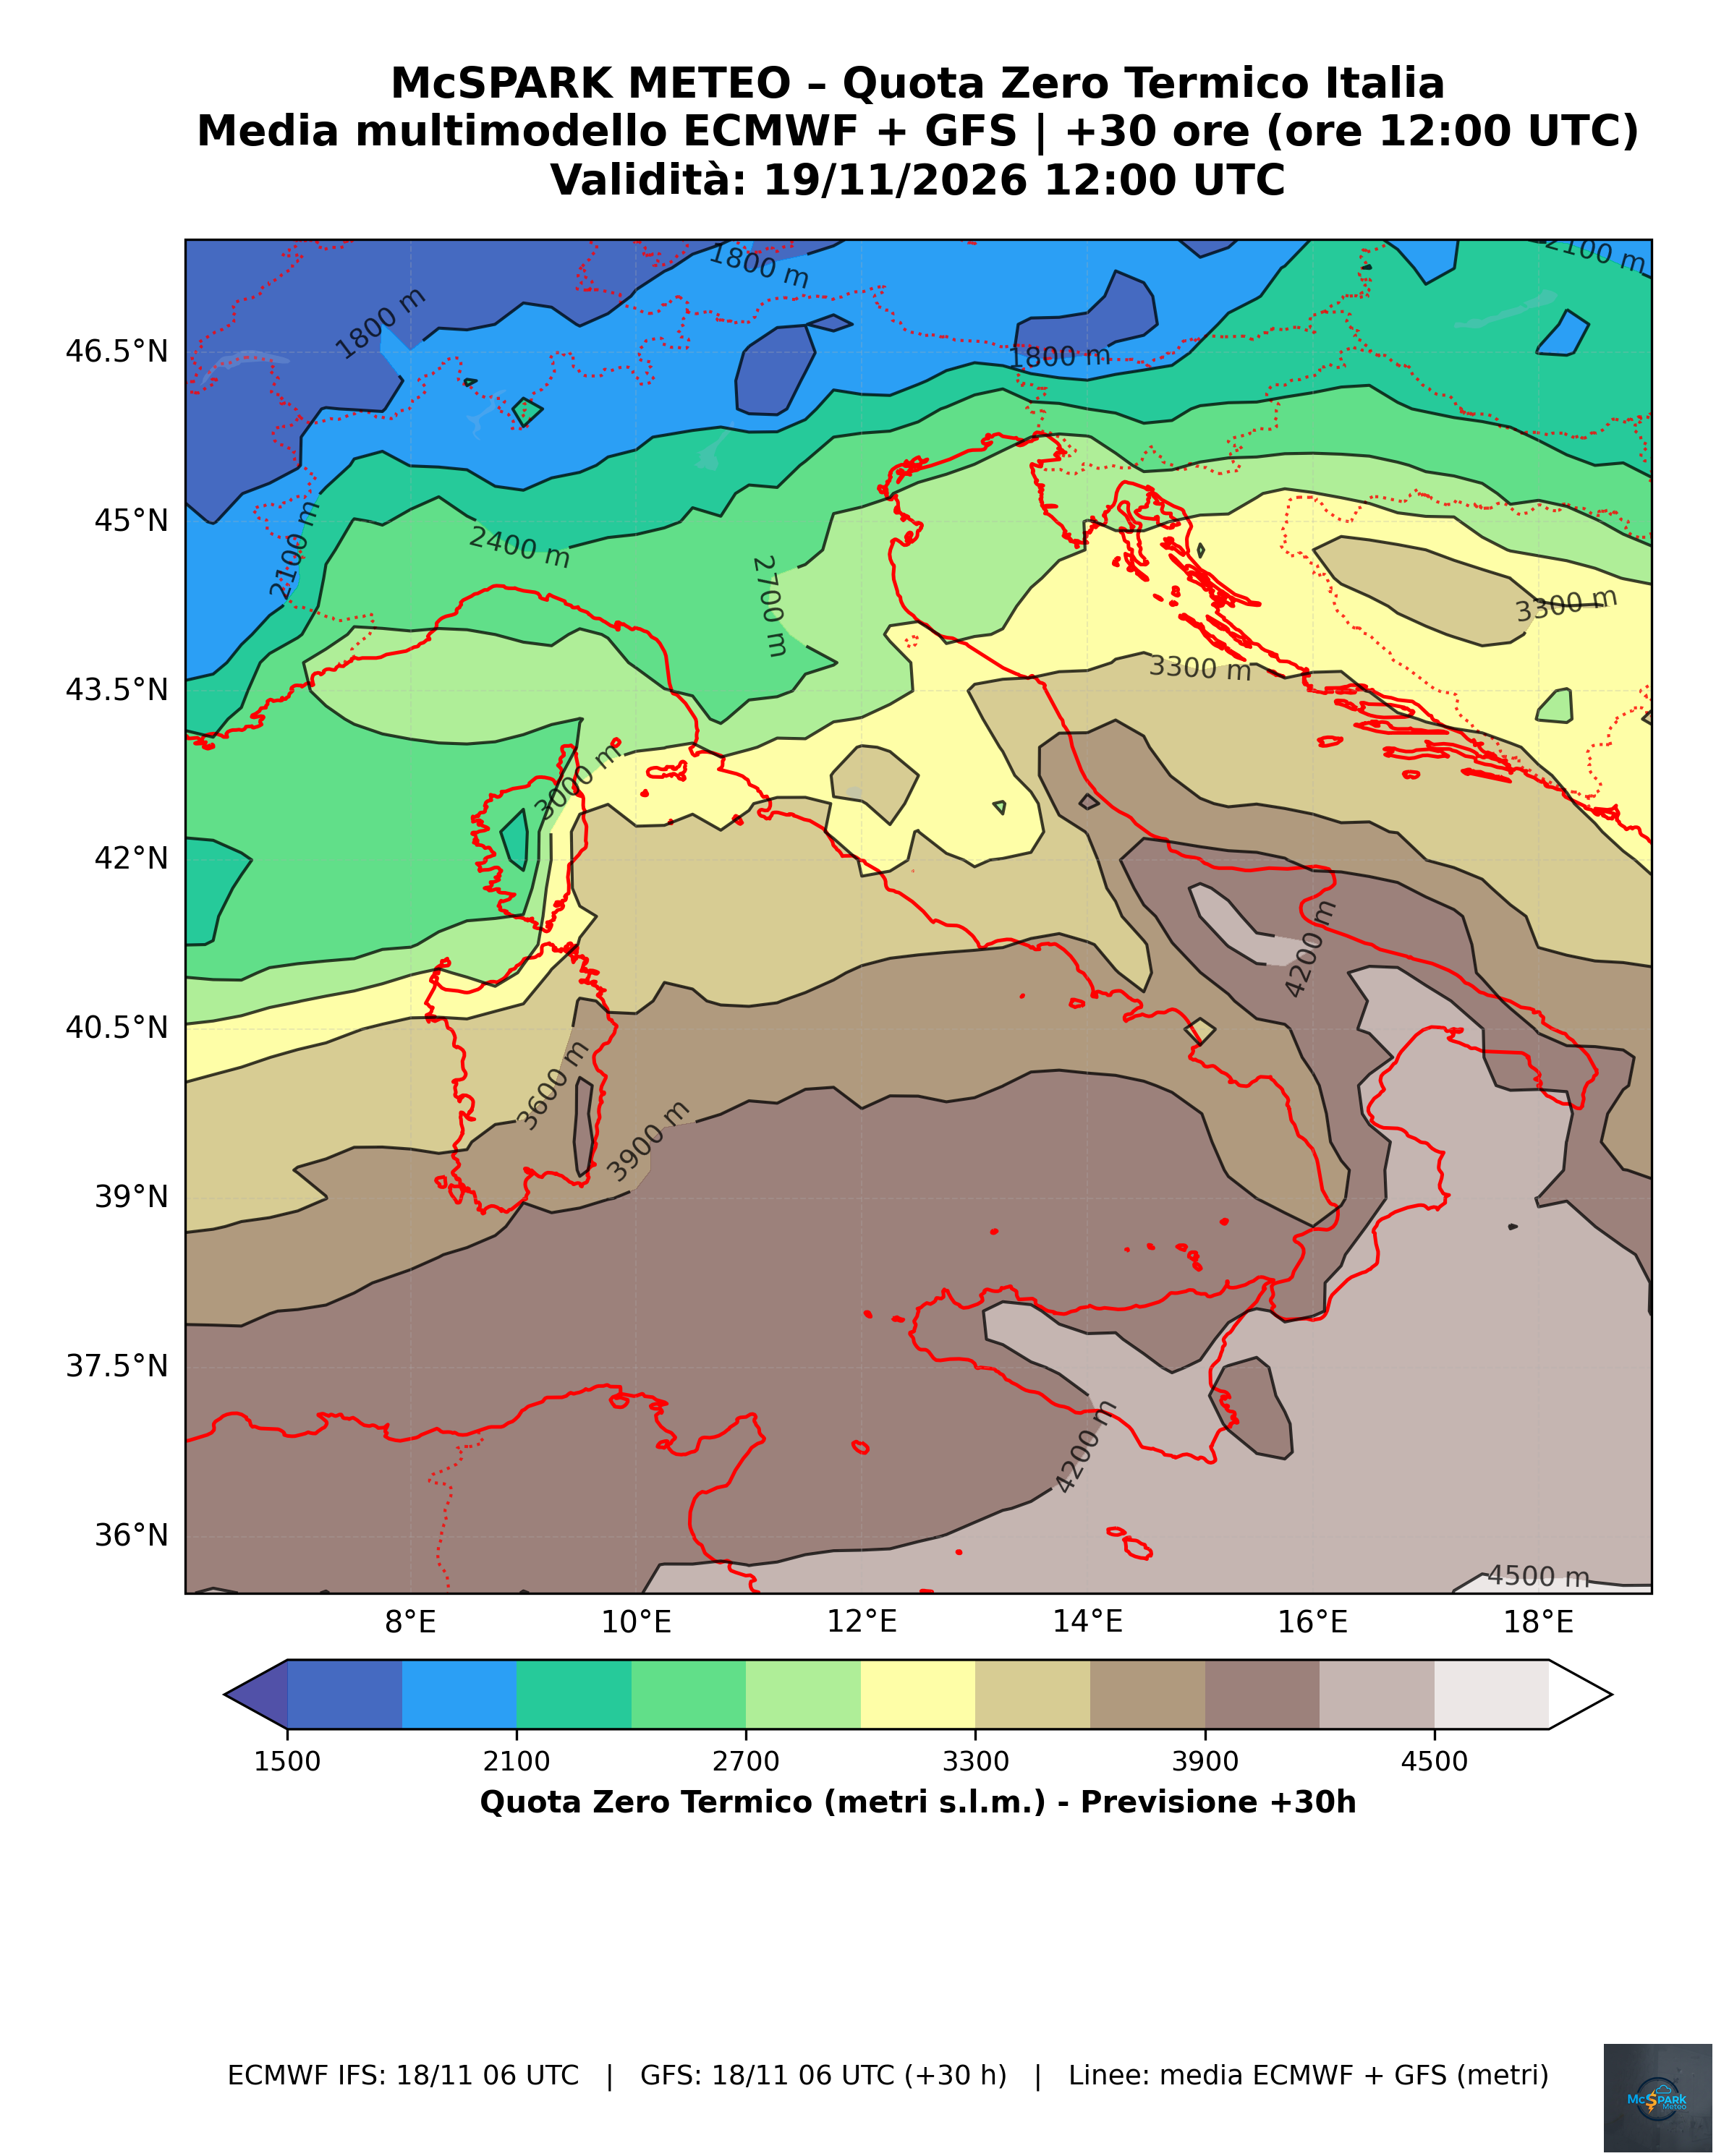 McSPARK METEO – Quota Zero Termico Italia
Media multimodello ECMWF + GFS | +30 ore (ore 12:00 UTC)
Validità: 19/11/2026 12:00 UTC
1800 m
2100 m
1800 m
46.5°N
1800 m
45°N
2100 m
2400 m
2700 m
3300 m
3300 m
43.5°N
3000 m
42°N
4200 m
40.5°N
3600 m
3900 m
39°N
37.5°N
4200 m
36°N
4500 m
8°E 10°E 12°E 14°E 16°E 18°E
1500 2100 2700 3300 3900 4500
Quota Zero Termico (metri s.l.m.) - Previsione +30h
ECMWF IFS: 18/11 06 UTC | GFS: 18/11 06 UTC (+30 h) | Linee: media ECMWF + GFS (metri)
McSPARK
Meteo